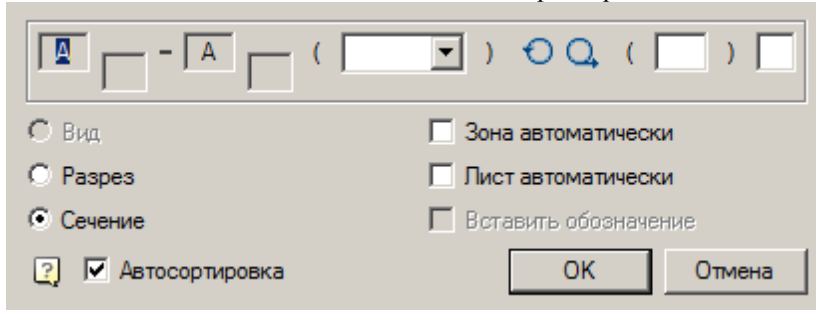 А - А ( ) ( )
Вид
Зона автоматически
Разрез
Лист автоматически
Сечение
Вставить обозначение
? Автосортировка
OK
Отмена